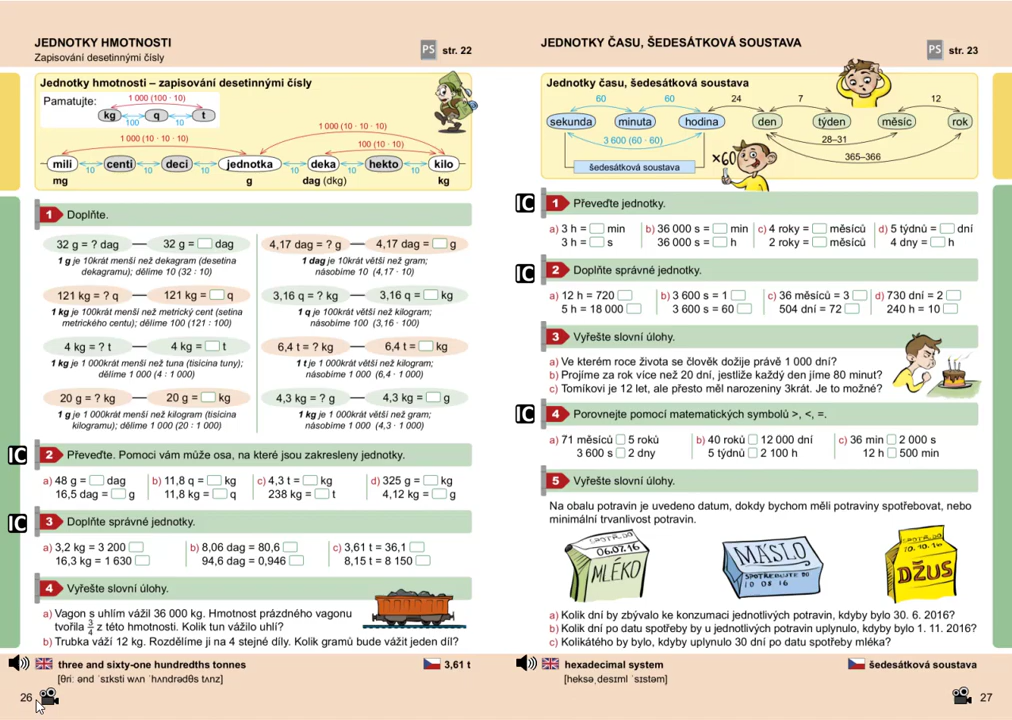 JEDNOTKY HMOTNOSTI
Zapisování desetinnými čísly
PS str. 22
Jednotky hmotnosti – zapisování desetinnými čísly
Pamatujte:
1 000 (100 · 10)
kg q t
100 10
1 000 (10 · 10 · 10)
1 000 (10 · 10 · 10)
100 (10 · 10)
mili centi deci jednotka deka hekto kilo
10 10 10 10 10 10
mg g dag (dkg) kg
1 Doplňte.
32 g = ? dag — 32 g = □ dag
1 g je 10krát menší než dekagram (desetina
dekagramu); dělíme 10 (32 : 10)
121 kg = ? q — 121 kg = □ q
1 kg je 100krát menší než metrický cent (setina
metrického centu); dělíme 100 (121 : 100)
4 kg = ? t — 4 kg = □ t
1 kg je 1 000krát menší než tuna (tisícina tuny);
dělíme 1 000 (4 : 1 000)
20 g = ? kg — 20 g = □ kg
1 g je 1 000krát menší než kilogram (tisícina
kilogramu); dělíme 1 000 (20 : 1 000)
4,17 dag = ? g — 4,17 dag = □ g
1 dag je 10krát větší než gram;
násobíme 10 (4,17 · 10)
3,16 q = ? kg — 3,16 q = □ kg
1 q je 100krát větší než kilogram;
násobíme 100 (3,16 · 100)
6,4 t = ? kg — 6,4 t = □ kg
1 t je 1 000krát větší než kilogram;
násobíme 1 000 (6,4 · 1 000)
4,3 kg = ? g — 4,3 kg = □ g
1 kg je 1 000krát větší než gram;
násobíme 1 000 (4,3 · 1 000)
IC 2 Převeďte. Pomoci vám může osa, na které jsou zakresleny jednotky.
a) 48 g = □ dag b) 11,8 q = □ kg c) 4,3 t = □ kg d) 325 g = □ kg
16,5 dag = □ g 11,8 kg = □ q 238 kg = □ t 4,12 kg = □ g
IC 3 Doplňte správné jednotky.
a) 3,2 kg = 3 200 □ b) 8,06 dag = 80,6 □ c) 3,61 t = 36,1 □
16,3 kg = 1 630 □ 94,6 dag = 0,946 □ 8,15 t = 8 150 □
4 Vyřešte slovní úlohy.
a) Vagon s uhlím vážil 36 000 kg. Hmotnost prázdného vagonu
tvořila 3/4 z této hmotnosti. Kolik tun vážilo uhlí?
b) Trubka váží 12 kg. Rozdělíme ji na 4 stejné díly. Kolik gramů bude vážit jeden díl?
three and sixty-one hundredths tonnes 3,61 t
[θriː ənd ˈsɪksti wʌn ˈhʌndrədθs tʌnz]
26
JEDNOTKY ČASU, ŠEDESÁTKOVÁ SOUSTAVA
PS str. 23
Jednotky času, šedesátková soustava
60 60 24 7 12
sekunda minuta hodina den týden měsíc rok
3 600 (60 · 60) 28–31
365–366
šedesátková soustava
×60
IC 1 Převeďte jednotky.
a) 3 h = □ min b) 36 000 s = □ min c) 4 roky = □ měsíců d) 5 týdnů = □ dní
3 h = □ s 36 000 s = □ h 2 roky = □ měsíců 4 dny = □ h
IC 2 Doplňte správné jednotky.
a) 12 h = 720 □ b) 3 600 s = 1 □ c) 36 měsíců = 3 □ d) 730 dní = 2 □
5 h = 18 000 □ 3 600 s = 60 □ 504 dní = 72 □ 240 h = 10 □
3 Vyřešte slovní úlohy.
a) Ve kterém roce života se člověk dožije právě 1 000 dní?
b) Projíme za rok více než 20 dní, jestliže každý den jíme 80 minut?
c) Tomíkovi je 12 let, ale přesto měl narozeniny 3krát. Je to možné?
IC 4 Porovnejte pomocí matematických symbolů >, <, =.
a) 71 měsíců □ 5 roků b) 40 roků □ 12 000 dní c) 36 min □ 2 000 s
3 600 s □ 2 dny 5 týdnů □ 2 100 h 12 h □ 500 min
5 Vyřešte slovní úlohy.
Na obalu potravin je uvedeno datum, dokdy bychom měli potraviny spotřebovat, nebo
minimální trvanlivost potravin.
SPOTŘ. DO
06.07.16
MLÉKO
MÁSLO
SPOTŘEBUJTE DO
10 08 16
SPOTŘ. DO
10. 10. 16
DŽUS
a) Kolik dní by zbývalo ke konzumaci jednotlivých potravin, kdyby bylo 30. 6. 2016?
b) Kolik dní po datu spotřeby by u jednotlivých potravin uplynulo, kdyby bylo 1. 11. 2016?
c) Kolikátého by bylo, kdyby uplynulo 30 dní po datu spotřeby mléka?
hexadecimal system šedesátková soustava
[heksəˌdesɪml ˈsɪstəm]
27